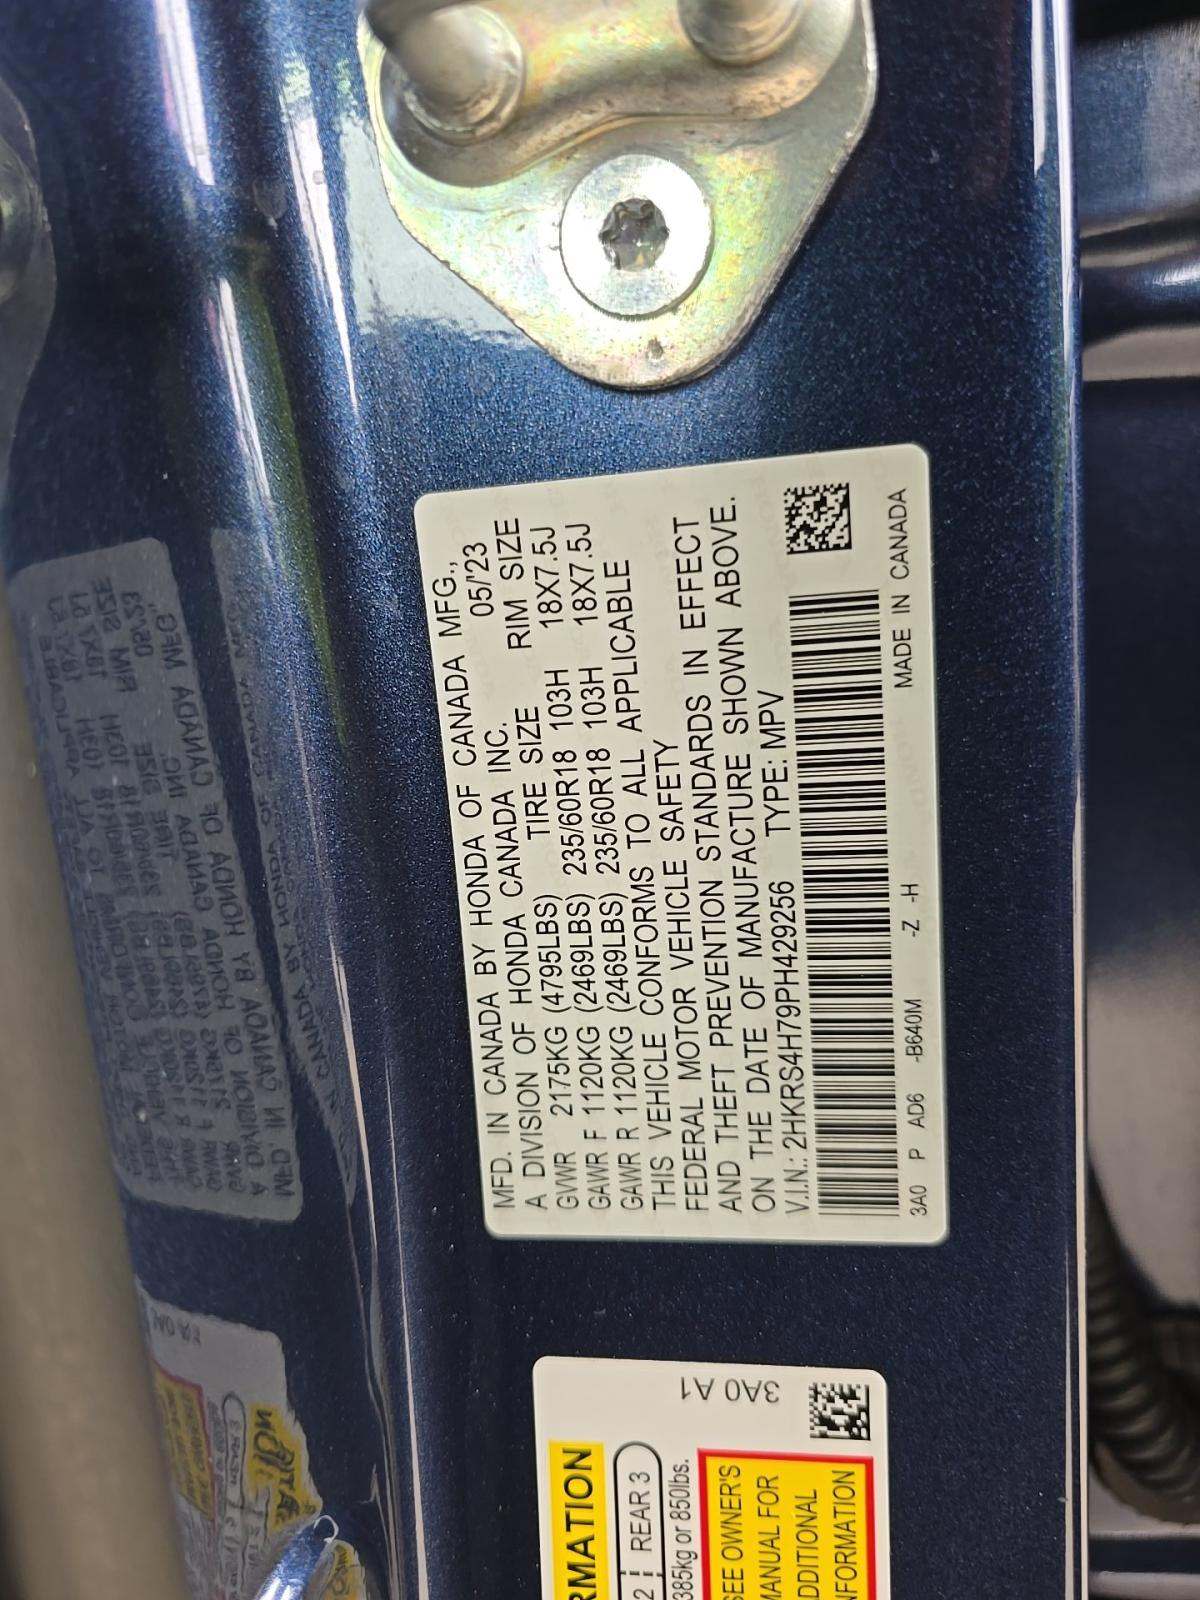 MFD. IN CANADA BY HONDA OF CANADA MFG.,
A DIVISION OF HONDA CANADA INC. 05/'23
GVWR 2175KG (4795LBS) TIRE SIZE RIM SIZE
GAWR F 1120KG (2469LBS) 235/60R18 103H 18X7.5J
GAWR R 1120KG (2469LBS) 235/60R18 103H 18X7.5J
THIS VEHICLE CONFORMS TO ALL APPLICABLE
FEDERAL MOTOR VEHICLE SAFETY
AND THEFT PREVENTION STANDARDS IN EFFECT
ON THE DATE OF MANUFACTURE SHOWN ABOVE.
V.I.N.: 2HKRS4H79PH429256 TYPE: MPV
3A0 P AD6 -B640M -Z -H MADE IN CANADA
3A0 A1
RMATION
2 REAR 3
385kg or 850lbs.
SEE OWNER'S
MANUAL FOR
ADDITIONAL
INFORMATION